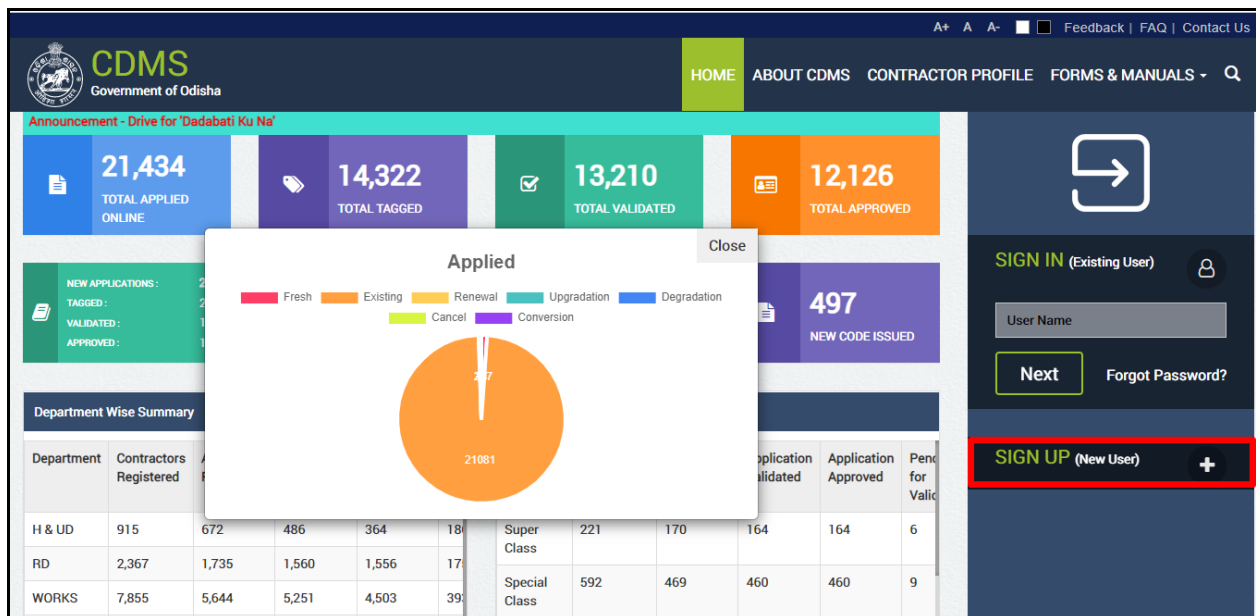 A+ A A- Feedback | FAQ | Contact Us
CDMS
Government of Odisha
HOME ABOUT CDMS CONTRACTOR PROFILE FORMS & MANUALS
Announcement - Drive for 'Dadabati Ku Na'
21,434
TOTAL APPLIED
ONLINE
14,322
TOTAL TAGGED
13,210
TOTAL VALIDATED
12,126
TOTAL APPROVED
NEW APPLICATIONS :
TAGGED :
VALIDATED :
APPROVED :
Close
Applied
Fresh Existing Renewal Upgradation Degradation
Cancel Conversion
21081
497
NEW CODE ISSUED
SIGN IN (Existing User)
User Name
Next Forgot Password?
SIGN UP (New User)
Department Wise Summary
Department Contractors
Registered
Application
Approved
H & UD 915 672 486 364
RD 2,367 1,735 1,560 1,556
WORKS 7,855 5,644 5,251 4,503
Super
Class 221 170 164 164 6
Special
Class 592 469 460 460 9